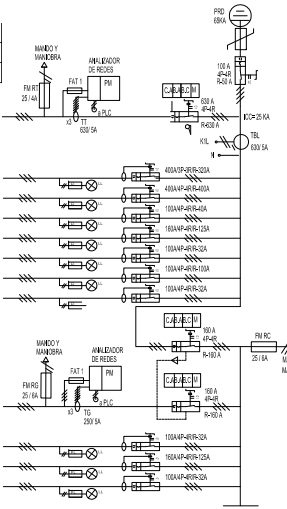 PRD
65KA
MANDO Y
MANIOBRA
ANALIZADOR
DE REDES
FAT 1
PM
FM RT
25 / 4A
a PLC
x3
TT
630/ 5A
100 A
4P-4R
R-50 A
C.A.B.A.B.C M
630 A
4P-4R
R-630 A
ICC= 25 KA
TBL
630/ 5A
K1L
N
400A/3P-3R/R-320A
400A/4P-4R/R-400A
100A/4P-4R/R-40A
160A/4P-4R/R-125A
100A/4P-4R/R-32A
100A/4P-4R/R-100A
100A/4P-4R/R-32A
C.A.B.A.B.C M
160 A
4P-4R
R-160 A
FM RC
25 / 6A
MANDO Y
MANIOBRA
ANALIZADOR
DE REDES
FAT 1
PM
FM RG
25 / 6A
a PLC
x3
TG
250/ 5A
C.A.B.A.B.C M
160 A
4P-4R
R-160 A
100A/4P-4R/R-32A
160A/4P-4R/R-125A
100A/4P-4R/R-32A